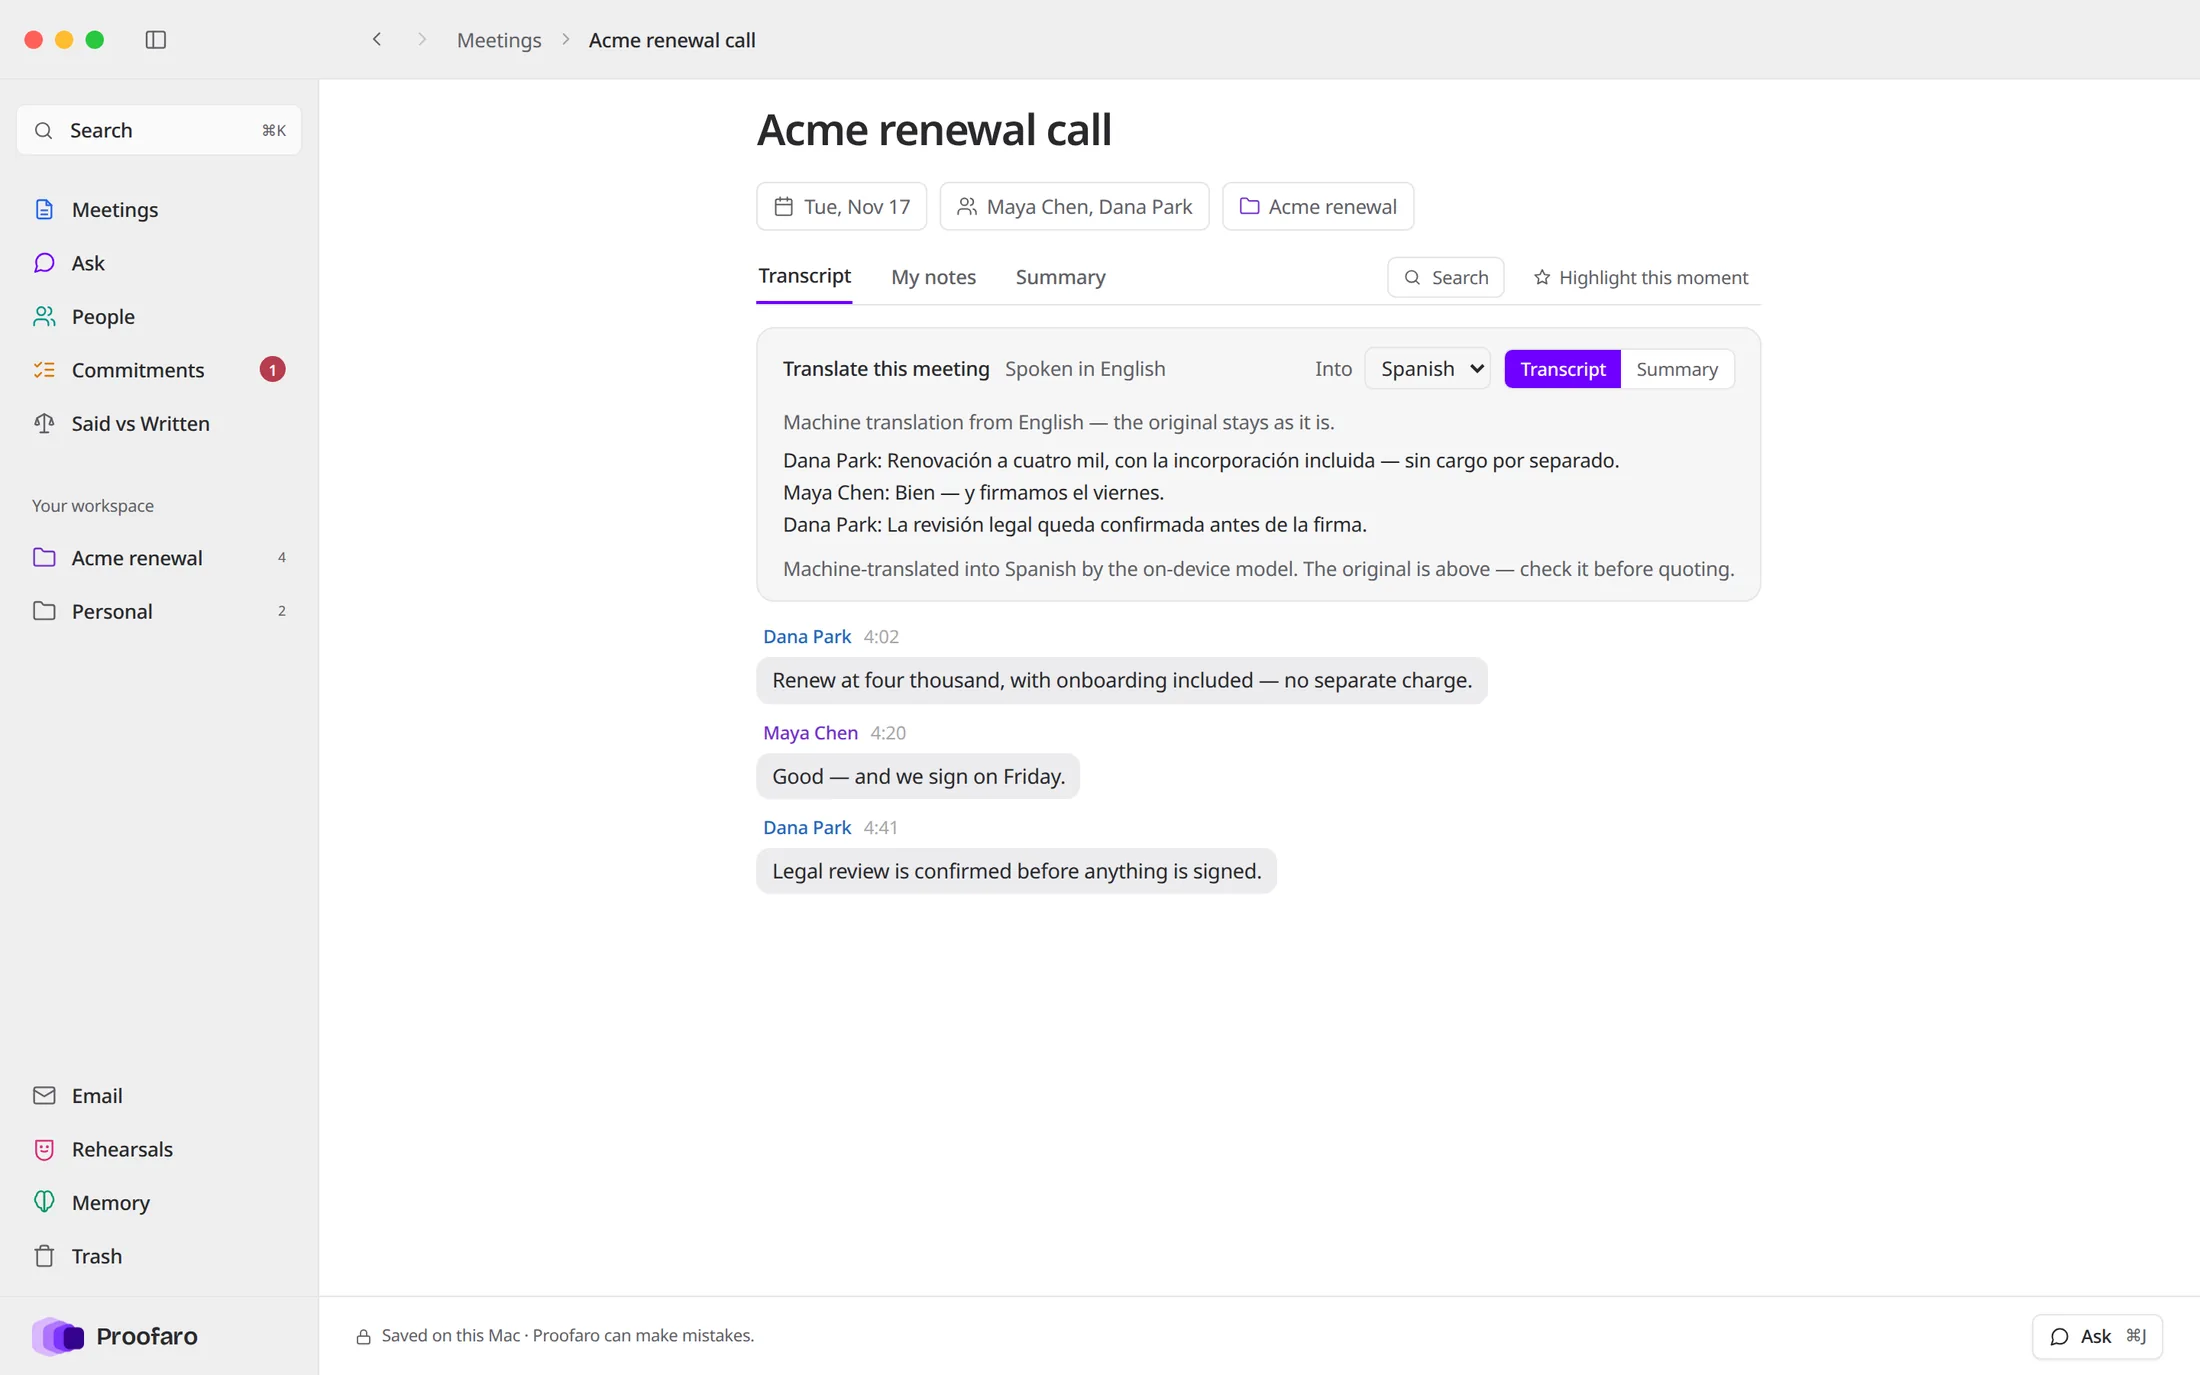 Meetings
Acme renewal call
Search
⌘K
Meetings
Ask
People
Commitments
1
Said vs Written
Your workspace
Acme renewal
4
Personal
2
Email
Rehearsals
Memory
Trash
Proofaro
Acme renewal call
Tue, Nov 17
Maya Chen, Dana Park
Acme renewal
Transcript
My notes
Summary
Search
Highlight this moment
Translate this meeting
Spoken in English
Into
Spanish
Transcript
Summary
Machine translation from English — the original stays as it is.
Dana Park: Renovación a cuatro mil, con la incorporación incluida — sin cargo por separado.
Maya Chen: Bien — y firmamos el viernes.
Dana Park: La revisión legal queda confirmada antes de la firma.
Machine-translated into Spanish by the on-device model. The original is above — check it before quoting.
Dana Park 4:02
Renew at four thousand, with onboarding included — no separate charge.
Maya Chen 4:20
Good — and we sign on Friday.
Dana Park 4:41
Legal review is confirmed before anything is signed.
Saved on this Mac · Proofaro can make mistakes.
Ask ⌘J